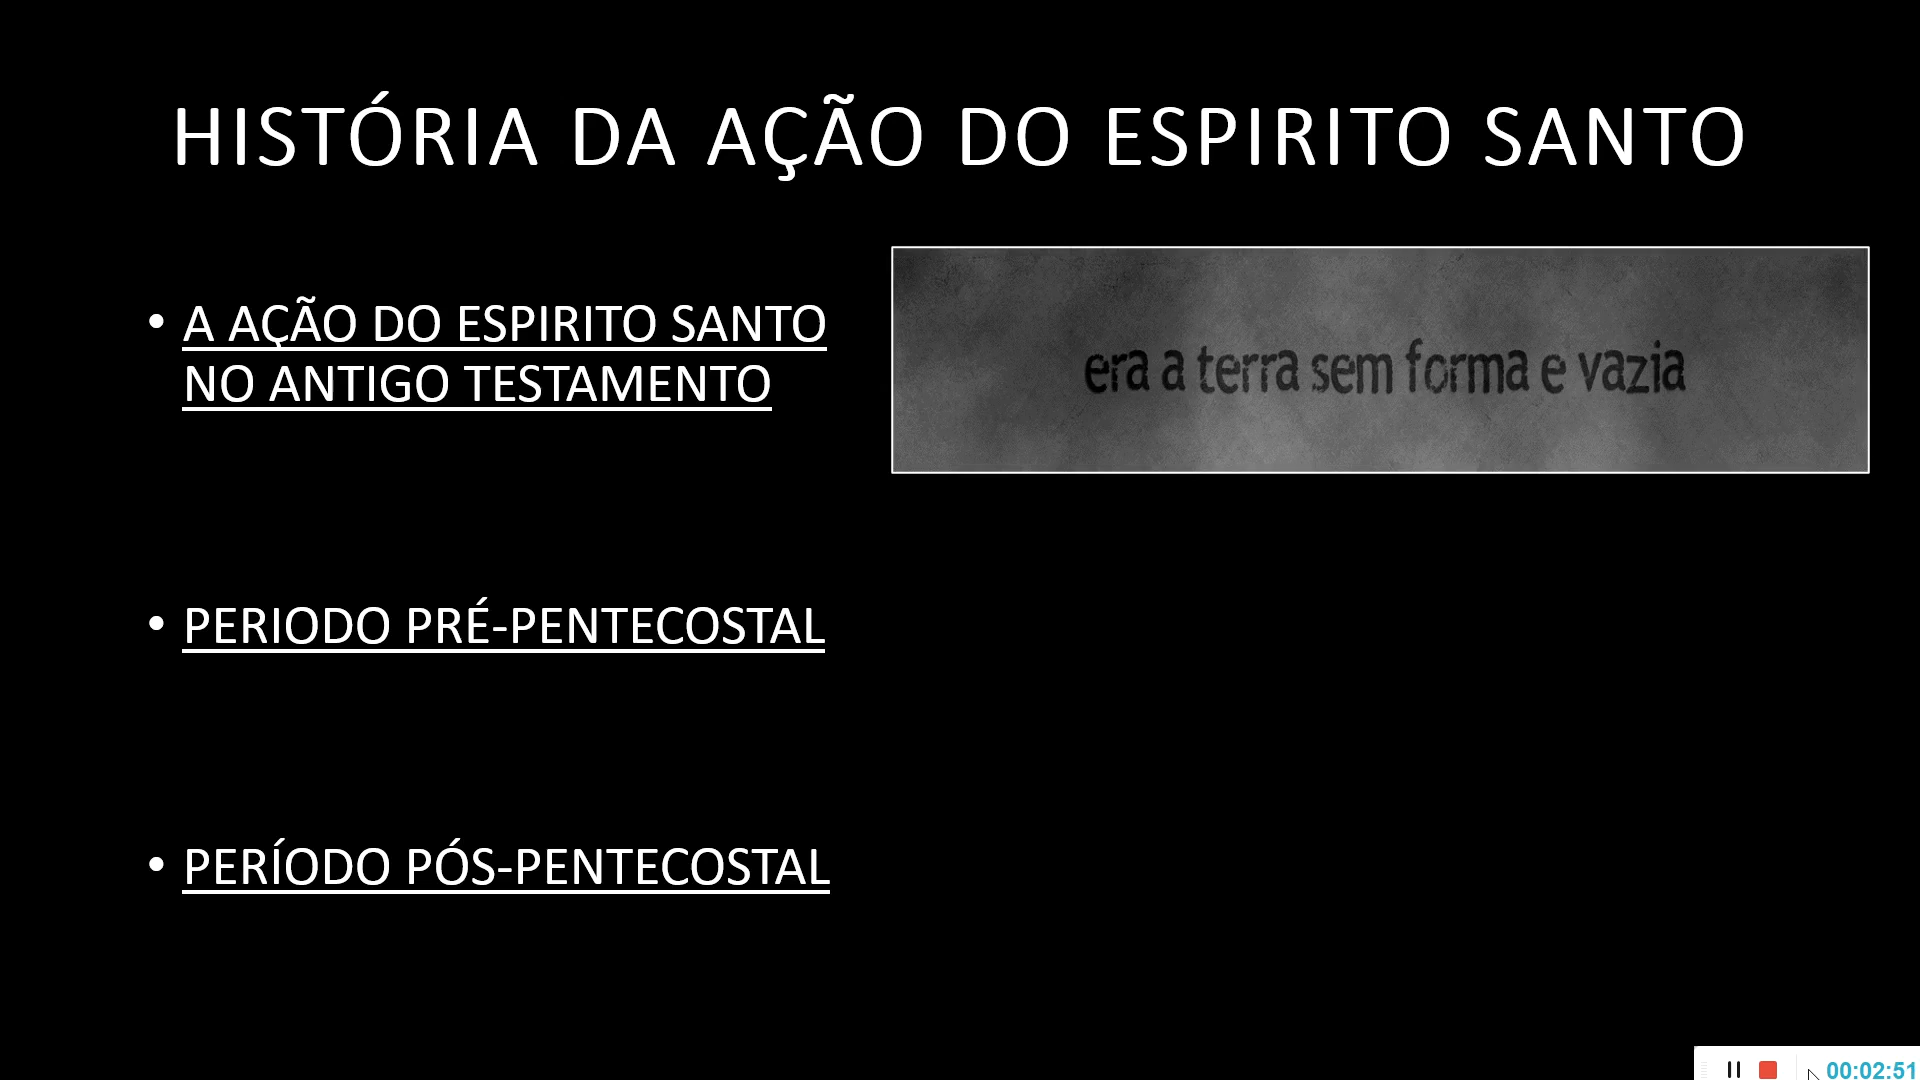 HISTÓRIA DA AÇÃO DO ESPIRITO SANTO
• A AÇÃO DO ESPIRITO SANTO
NO ANTIGO TESTAMENTO
era a terra sem forma e vazia
• PERIODO PRÉ-PENTECOSTAL
• PERÍODO PÓS-PENTECOSTAL
00:02:51